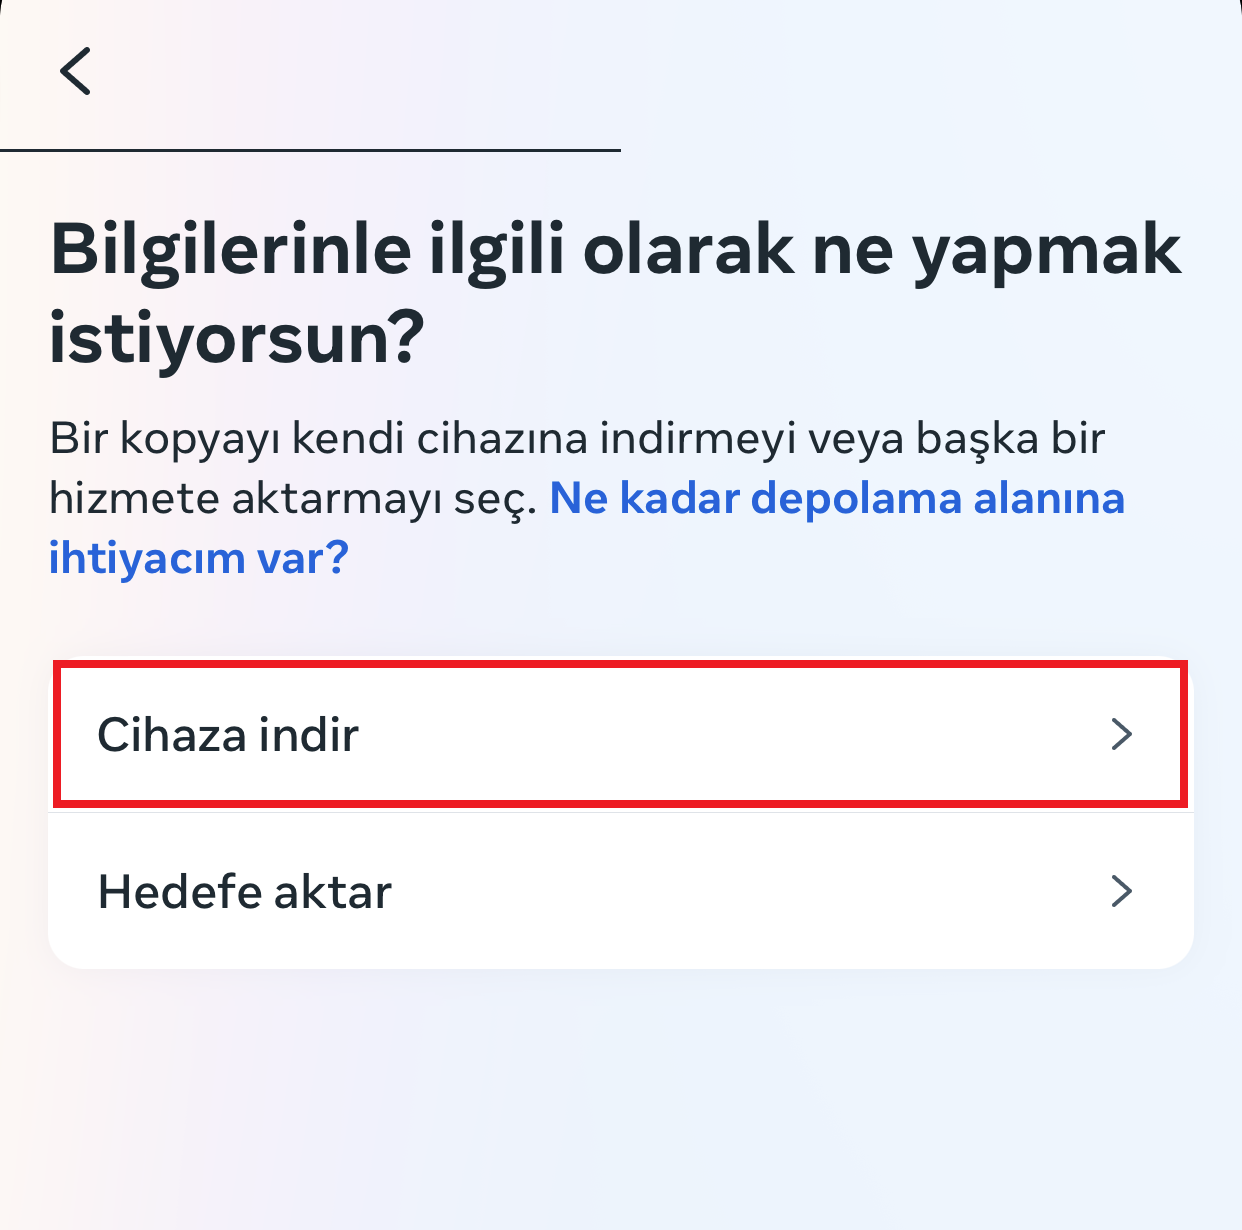 Bilgilerinle ilgili olarak ne yapmak
istiyorsun?
Bir kopyayı kendi cihazına indirmeyi veya başka bir
hizmete aktarmayı seç. Ne kadar depolama alanına
ihtiyacım var?
Cihaza indir
Hedefe aktar